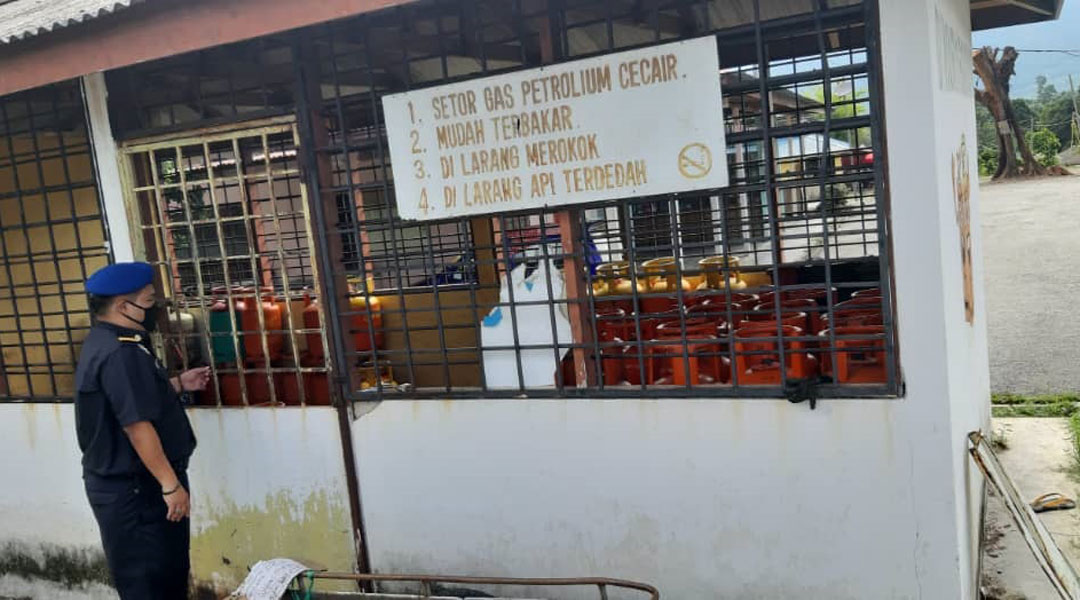 1. SETOR GAS PETROLIUM CECAIR.
2. MUDAH TERBAKAR
3. DI LARANG MEROKOK
4. DI LARANG API TERDEDAH